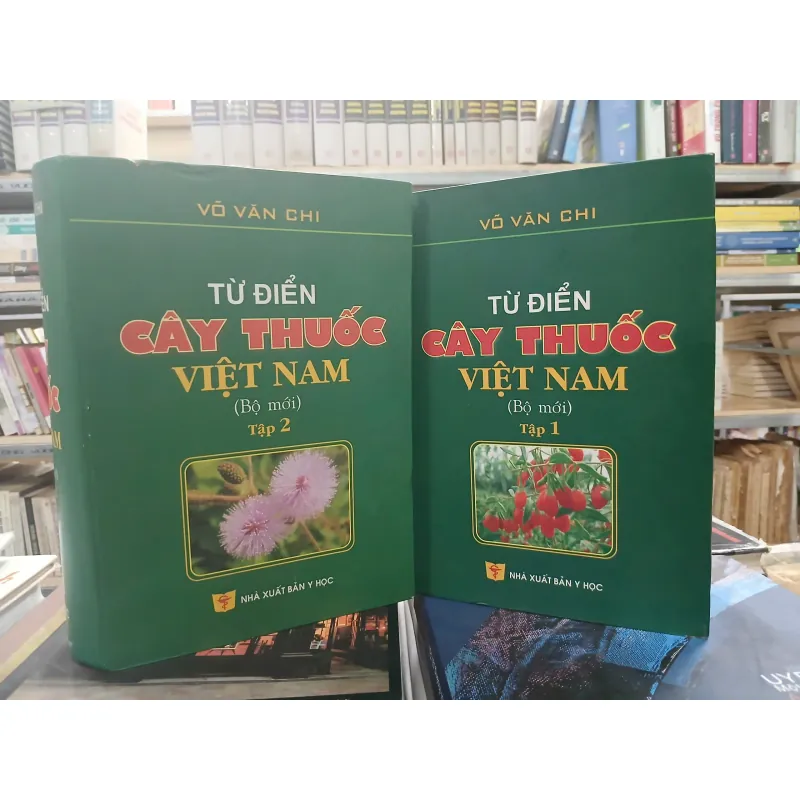 VÕ VĂN CHI
TỪ ĐIỂN
CÂY THUỐC
VIỆT NAM
(Bộ mới)
Tập 2
NHÀ XUẤT BẢN Y HỌC
VÕ VĂN CHI
TỪ ĐIỂN
CÂY THUỐC
VIỆT NAM
(Bộ mới)
Tập 1
NHÀ XUẤT BẢN Y HỌC